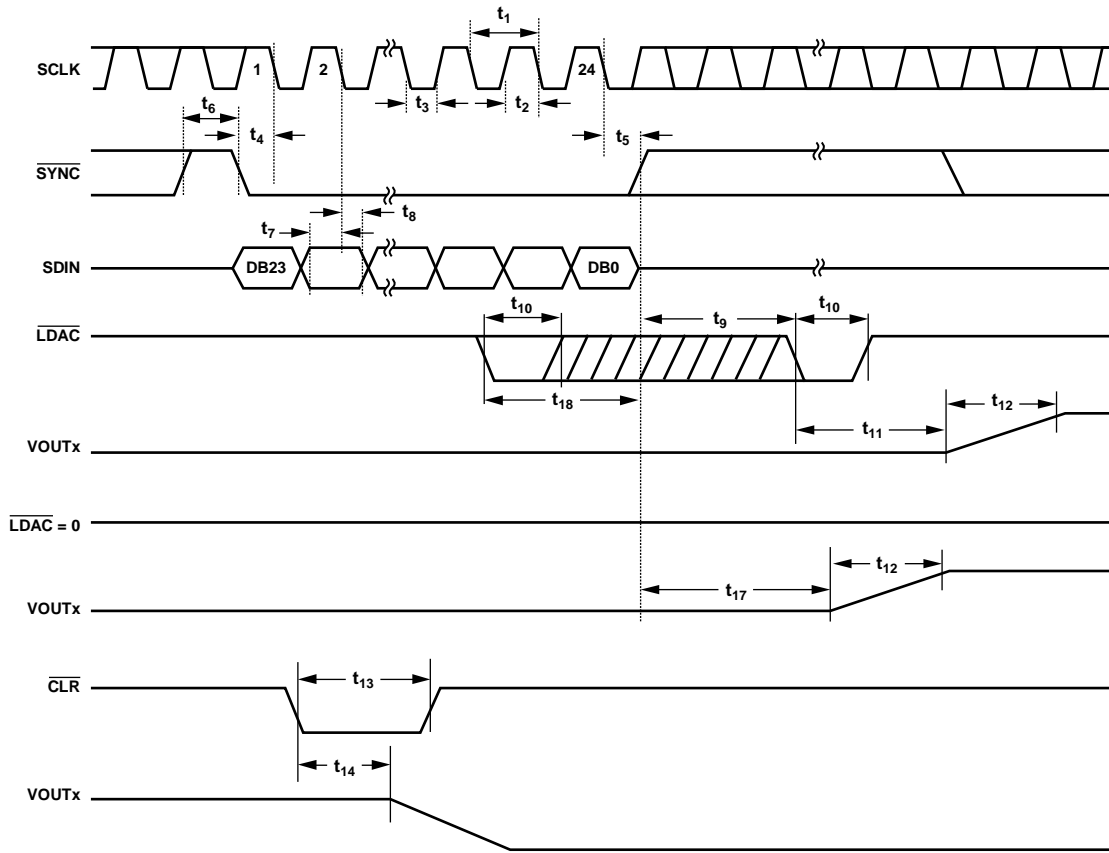 t1
SCLK
1
2
24
t3
t2
t6
t4
t5
SYNC
t7
t8
SDIN
DB23
DB0
t10
t9
t10
LDAC
t18
t11
t12
VOUTx
LDAC = 0
t17
t12
VOUTx
CLR
t13
t14
VOUTx